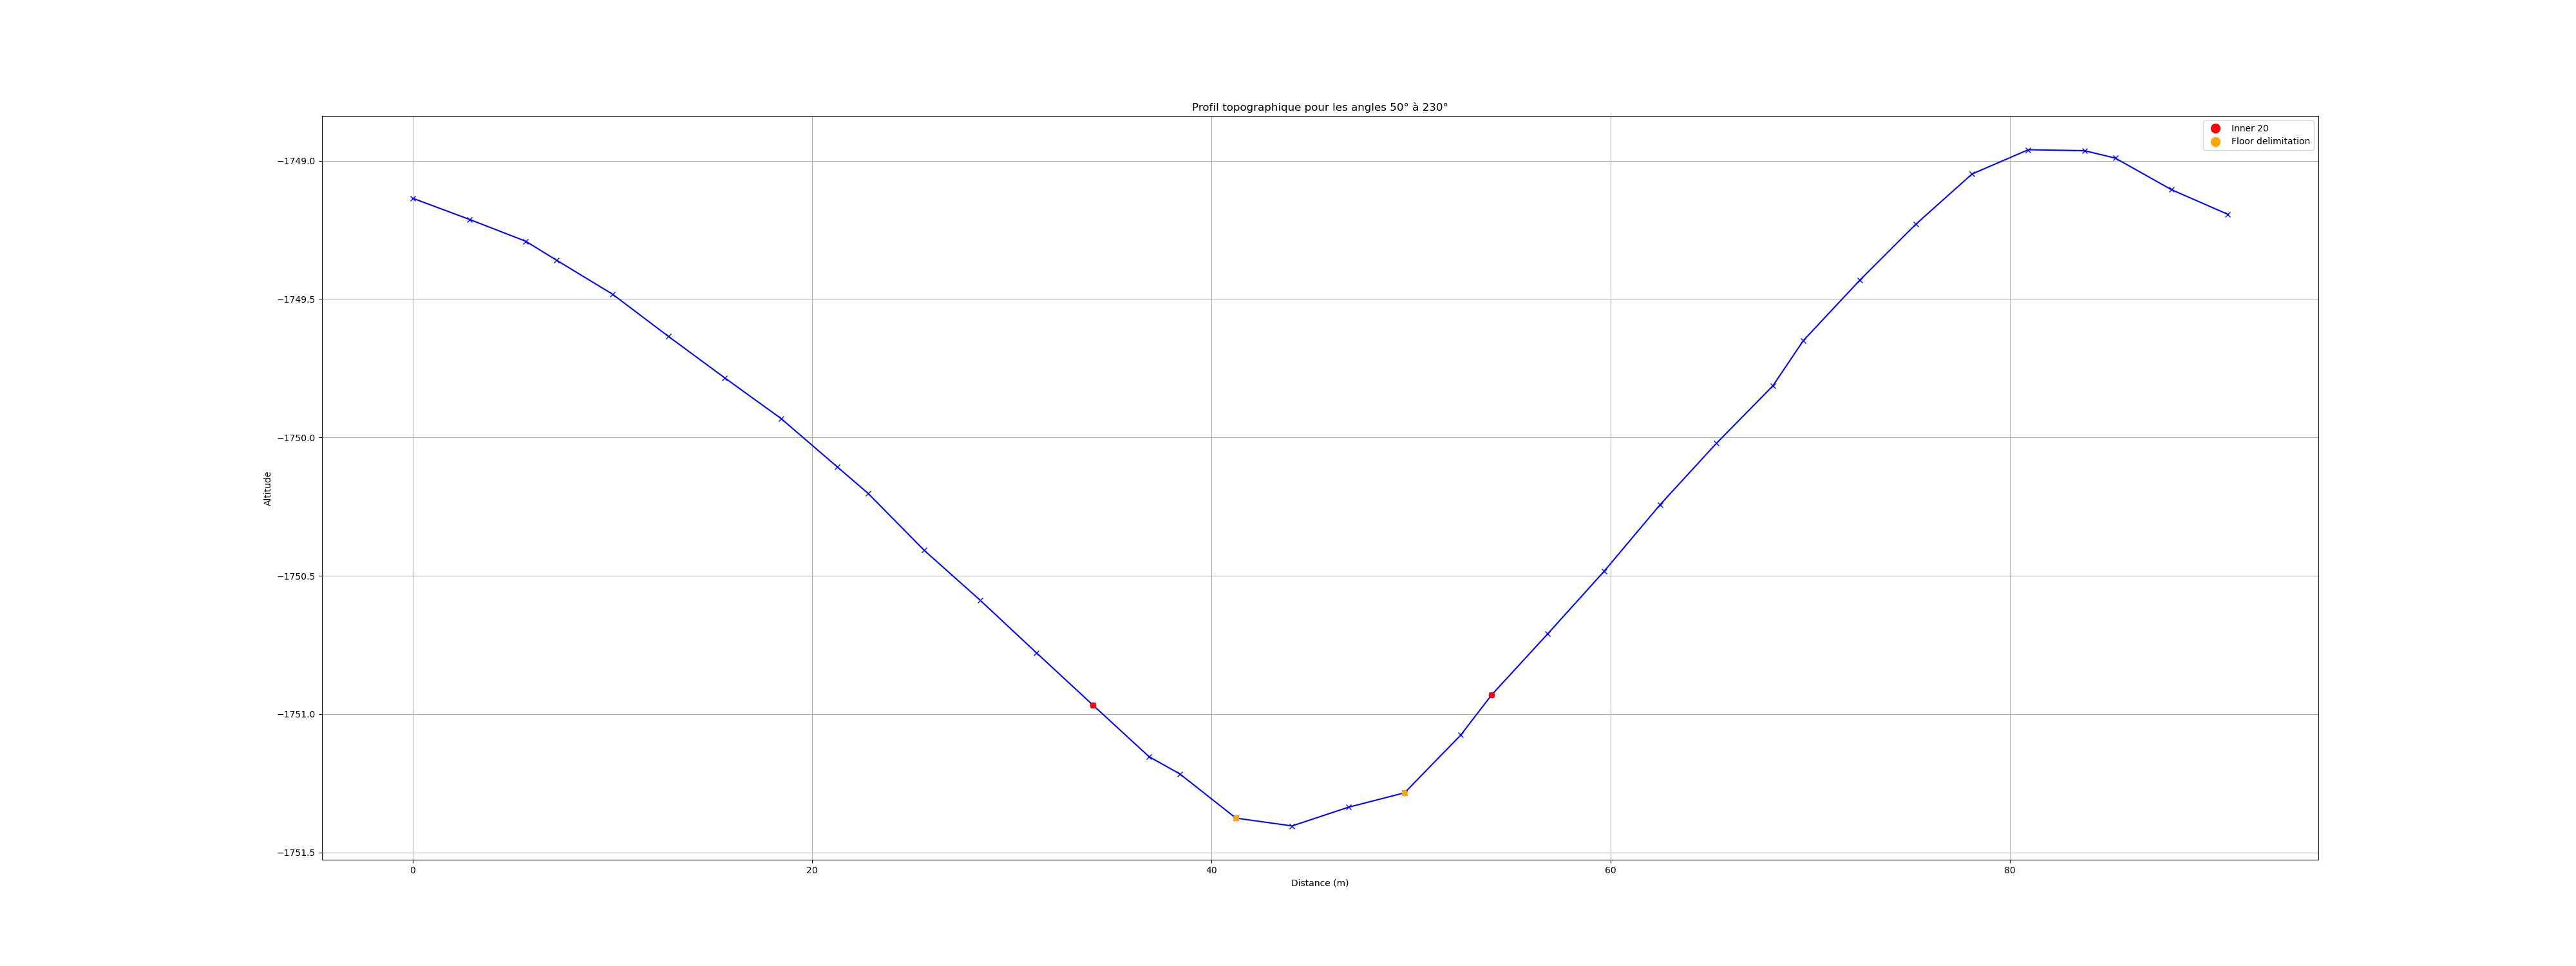 Profil topographique pour les angles 50° à 230°
Inner 20
Floor delimitation
−1749.0
−1749.5
−1750.0
−1750.5
−1751.0
−1751.5
Altitude
0
20
40
60
80
Distance (m)